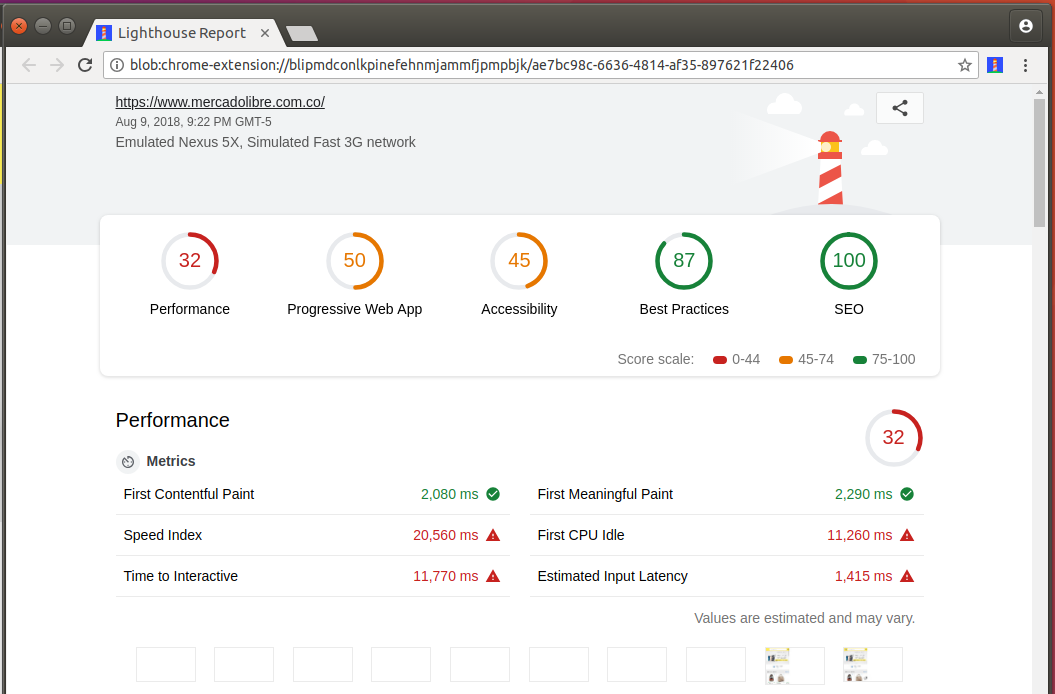 Lighthouse Report
blob:chrome-extension://blipmdconlkpinefehnmjammfjpmpbjk/ae7bc98c-6636-4814-af35-897621f22406
https://www.mercadolibre.com.co/
Aug 9, 2018, 9:22 PM GMT-5
Emulated Nexus 5X, Simulated Fast 3G network
32 50 45 87 100
Performance Progressive Web App Accessibility Best Practices SEO
Score scale: 0-44 45-74 75-100
Performance 32
Metrics
First Contentful Paint 2,080 ms First Meaningful Paint 2,290 ms
Speed Index 20,560 ms First CPU Idle 11,260 ms
Time to Interactive 11,770 ms Estimated Input Latency 1,415 ms
Values are estimated and may vary.